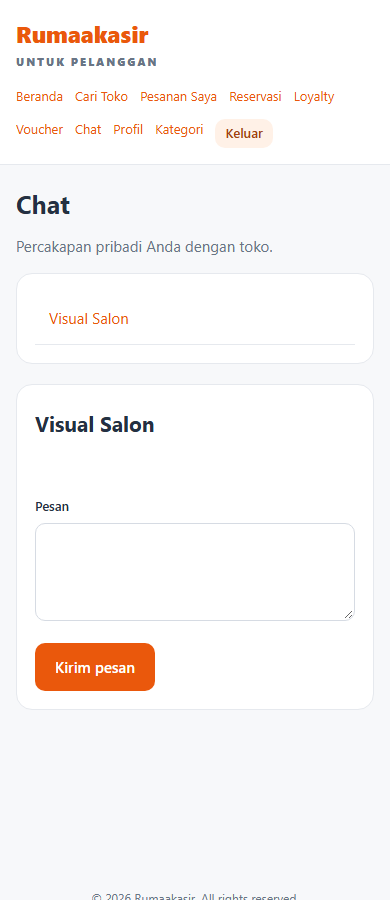 Rumaakasir
UNTUK PELANGGAN
Beranda Cari Toko Pesanan Saya Reservasi Loyalty
Voucher Chat Profil Kategori Keluar
Chat
Percakapan pribadi Anda dengan toko.
Visual Salon
Visual Salon
Pesan
Kirim pesan
© 2026 Rumaakasir. All rights reserved.